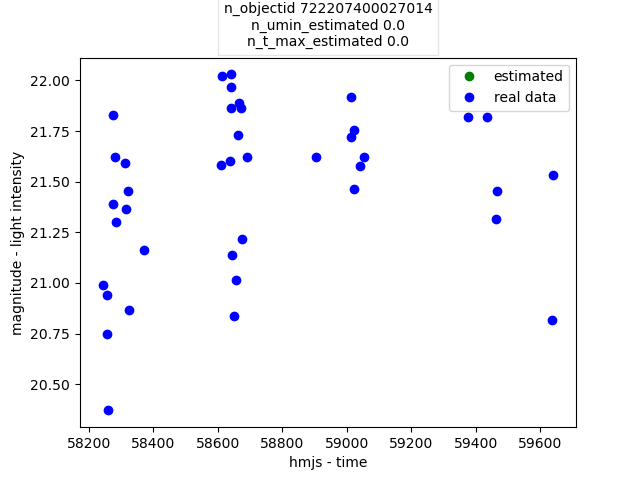 n_objectid 722207400027014
n_umin_estimated 0.0
n_t_max_estimated 0.0
estimated
real data
magnitude - light intensity
22.00
21.75
21.50
21.25
21.00
20.75
20.50
58200 58400 58600 58800 59000 59200 59400 59600
hmjs - time